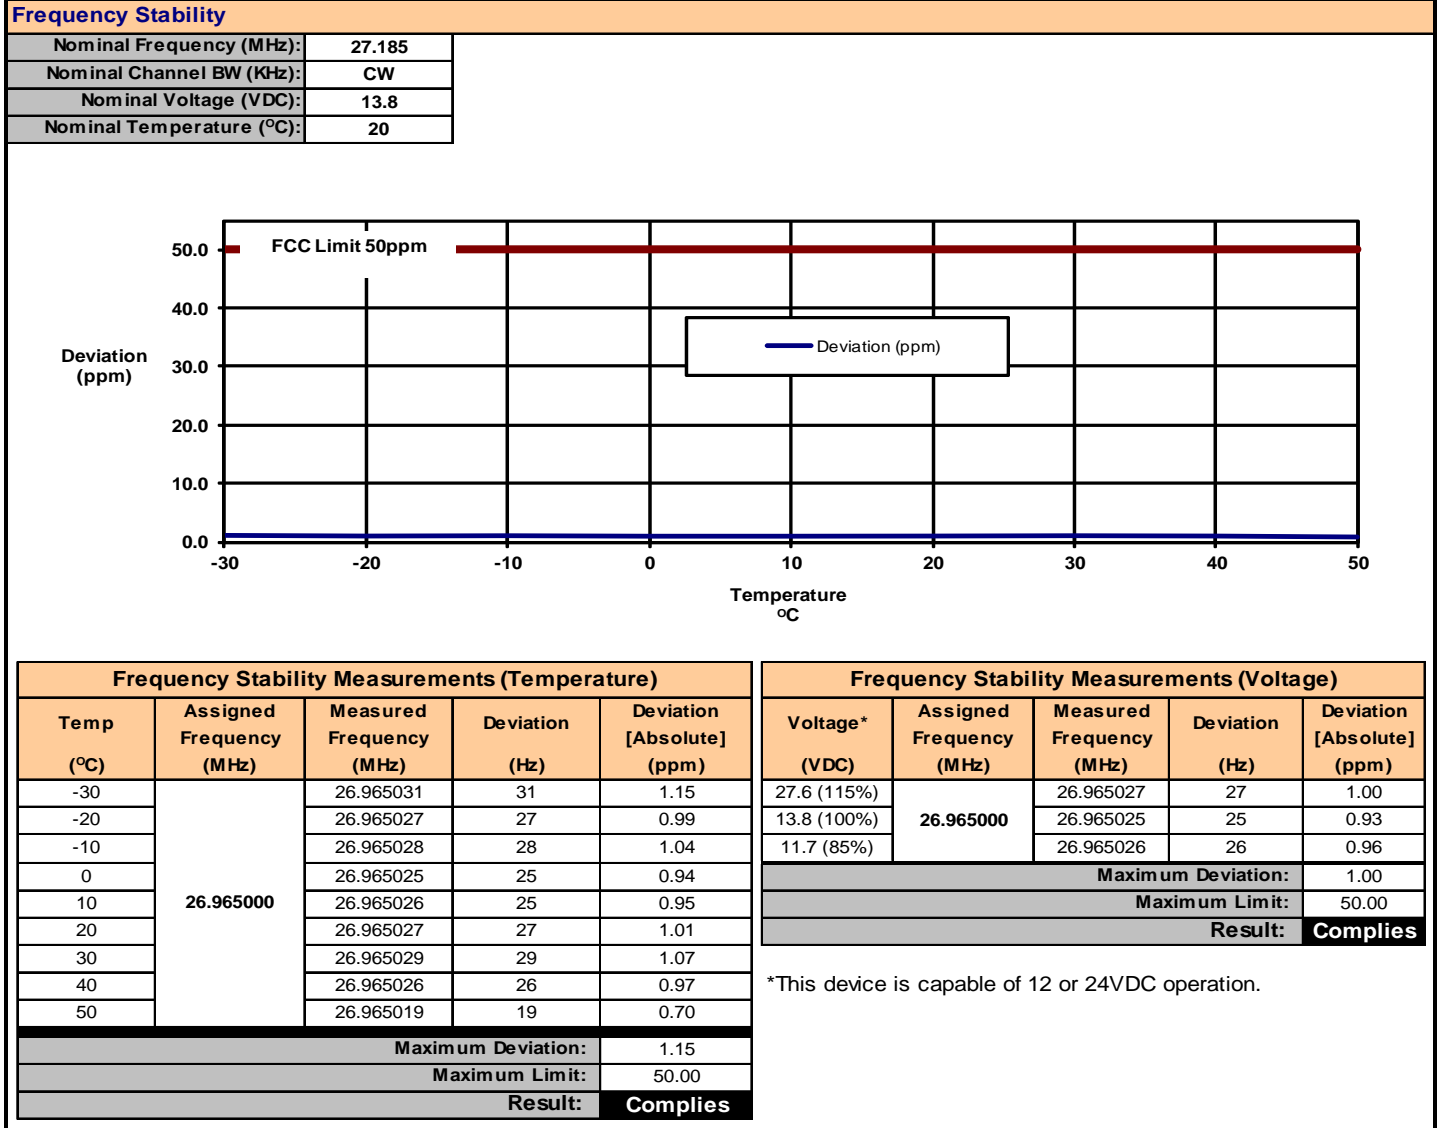 Frequency Stability
Nominal Frequency (MHz): 27.185
Nominal Channel BW (KHz): CW
Nominal Voltage (VDC): 13.8
Nominal Temperature (ºC): 20
FCC Limit 50ppm
50.0
40.0
30.0
20.0
10.0
0.0
Deviation
(ppm)
Deviation (ppm)
-30 -20 -10 0 10 20 30 40 50
Temperature
ºC
Frequency Stability Measurements (Temperature)
Temp Assigned Measured Deviation Deviation
Frequency Frequency [Absolute]
(ºC) (MHz) (MHz) (Hz) (ppm)
-30 26.965031 31 1.15
-20 26.965027 27 0.99
-10 26.965028 28 1.04
0 26.965025 25 0.94
10 26.965000 26.965026 25 0.95
20 26.965027 27 1.01
30 26.965029 29 1.07
40 26.965026 26 0.97
50 26.965019 19 0.70
Maximum Deviation: 1.15
Maximum Limit: 50.00
Result: Complies
Frequency Stability Measurements (Voltage)
Voltage* Assigned Measured Deviation Deviation
Frequency Frequency [Absolute]
(VDC) (MHz) (MHz) (Hz) (ppm)
27.6 (115%) 26.965027 27 1.00
13.8 (100%) 26.965000 26.965025 25 0.93
11.7 (85%) 26.965026 26 0.96
Maximum Deviation: 1.00
Maximum Limit: 50.00
Result: Complies
*This device is capable of 12 or 24VDC operation.